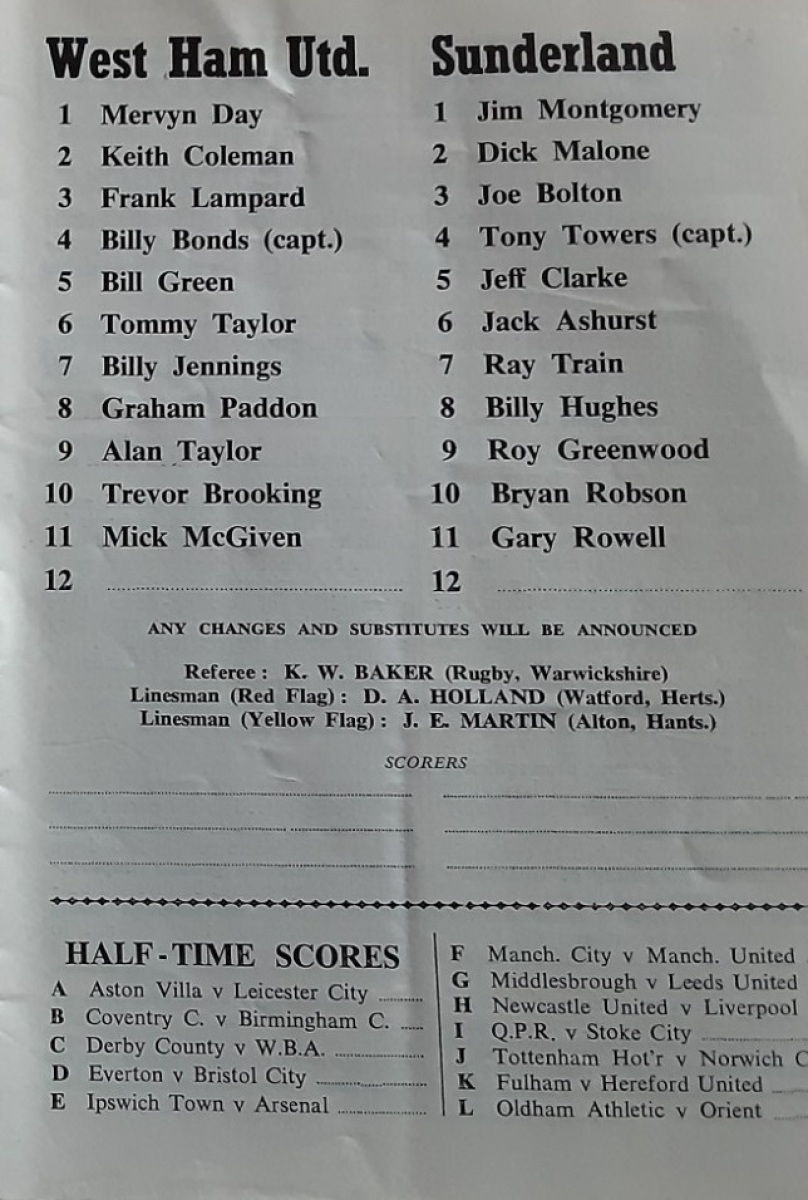 West Ham Utd.
1 Mervyn Day
2 Keith Coleman
3 Frank Lampard
4 Billy Bonds (capt.)
5 Bill Green
6 Tommy Taylor
7 Billy Jennings
8 Graham Paddon
9 Alan Taylor
10 Trevor Brooking
11 Mick McGiven
12
Sunderland
1 Jim Montgomery
2 Dick Malone
3 Joe Bolton
4 Tony Towers (capt.)
5 Jeff Clarke
6 Jack Ashurst
7 Ray Train
8 Billy Hughes
9 Roy Greenwood
10 Bryan Robson
11 Gary Rowell
12
ANY CHANGES AND SUBSTITUTES WILL BE ANNOUNCED
Referee : K. W. BAKER (Rugby, Warwickshire)
Linesman (Red Flag) : D. A. HOLLAND (Watford, Herts.)
Linesman (Yellow Flag) : J. E. MARTIN (Alton, Hants.)
SCORERS
HALF-TIME SCORES
A Aston Villa v Leicester City
B Coventry C. v Birmingham C.
C Derby County v W.B.A.
D Everton v Bristol City
E Ipswich Town v Arsenal
F Manch. City v Manch. United
G Middlesbrough v Leeds United
H Newcastle United v Liverpool
I Q.P.R. v Stoke City
J Tottenham Hot'r v Norwich C
K Fulham v Hereford United
L Oldham Athletic v Orient